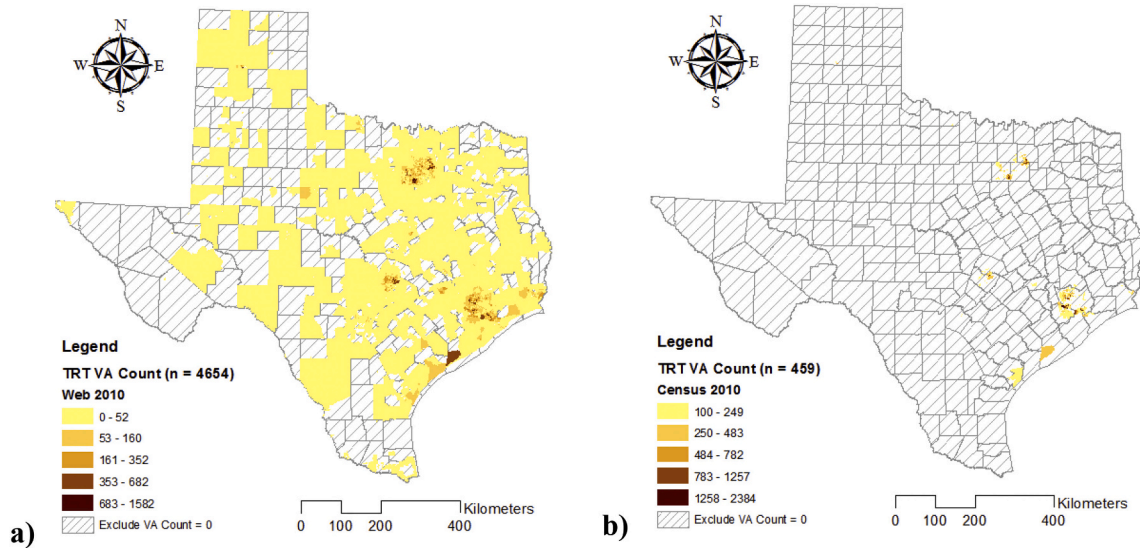 N
W E
S
Legend
TRT VA Count (n = 4654)
Web 2010
0 - 52
53 - 160
161 - 352
353 - 682
683 - 1582
Exclude VA Count = 0
Kilometers
0 100 200 400
a)
N
W E
S
Legend
TRT VA Count (n = 459)
Census 2010
100 - 249
250 - 483
484 - 782
783 - 1257
1258 - 2384
Exclude VA Count = 0
Kilometers
0 100 200 400
b)